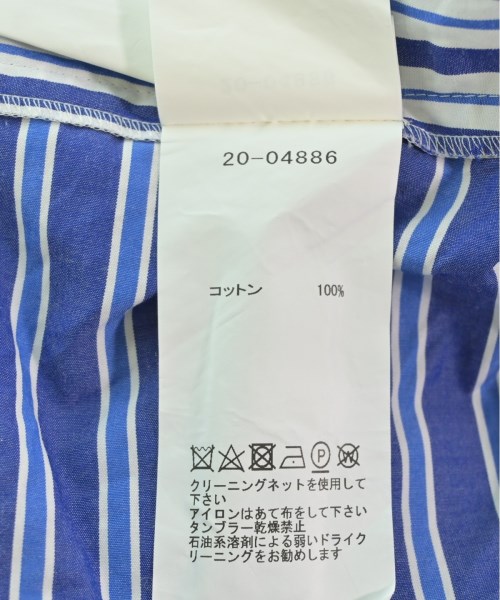 20-04886
コットン 100%
P W
クリーニングネットを使用して
下さい
アイロンはあて布をして下さい
タンブラー乾燥禁止
石油系溶剤による弱いドライク
リーニングをお勧めします